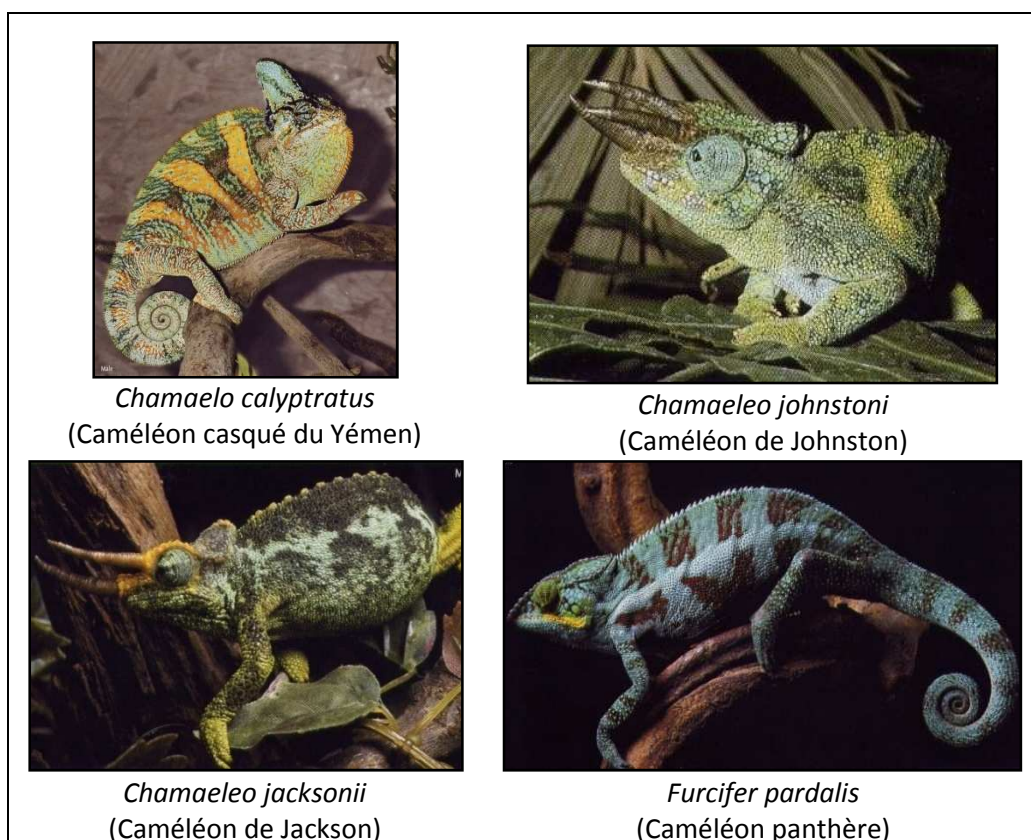 Mâle
Chamaelo calyptratus
(Caméléon casqué du Yémen)
Chamaeleo johnstoni
(Caméléon de Johnston)
M
Chamaeleo jacksonii
(Caméléon de Jackson)
Furcifer pardalis
(Caméléon panthère)